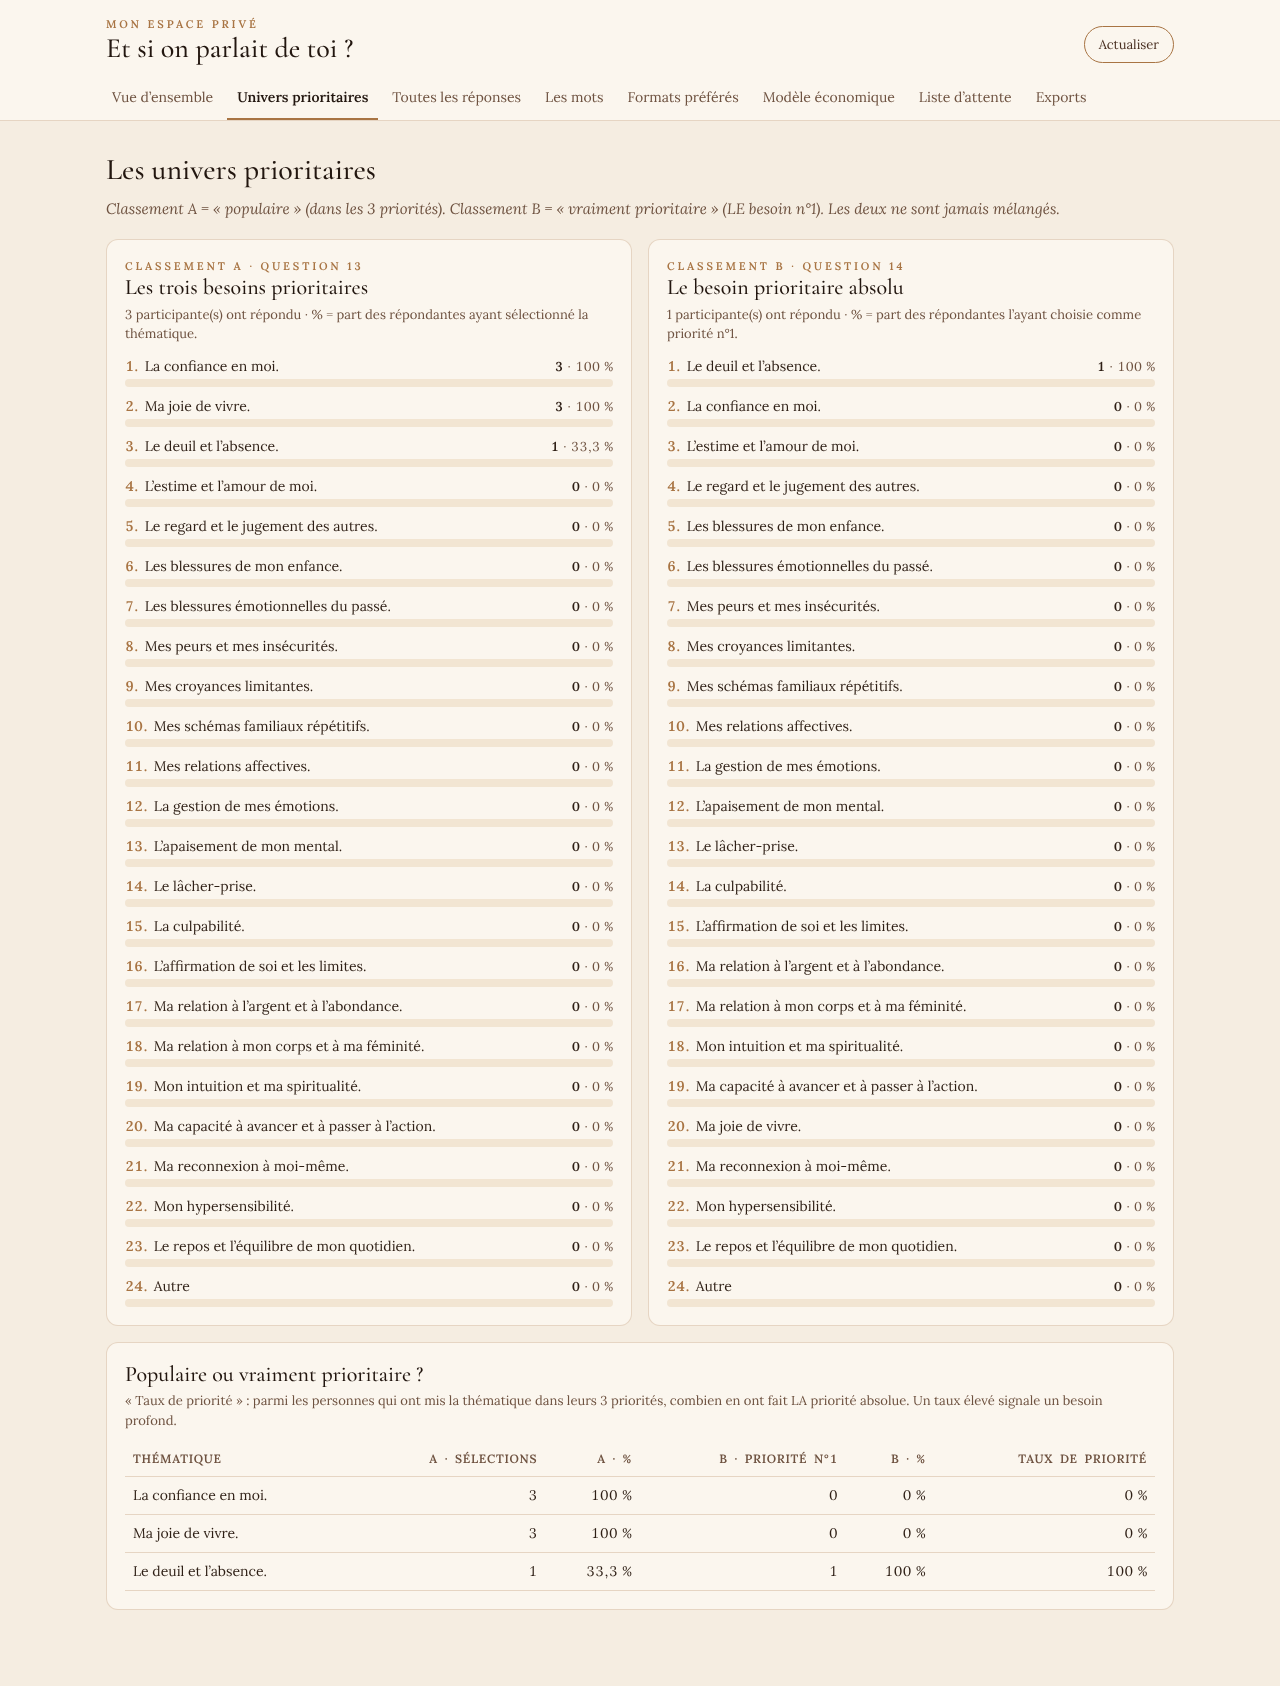 MON ESPACE PRIVÉ
Et si on parlait de toi ?
Actualiser
Vue d’ensemble
Univers prioritaires
Toutes les réponses
Les mots
Formats préférés
Modèle économique
Liste d’attente
Exports
Les univers prioritaires
Classement A = « populaire » (dans les 3 priorités). Classement B = « vraiment prioritaire » (LE besoin n°1). Les deux ne sont jamais mélangés.
CLASSEMENT A · QUESTION 13
Les trois besoins prioritaires
3 participante(s) ont répondu · % = part des répondantes ayant sélectionné la
thématique.
1. La confiance en moi. 3 · 100 %
2. Ma joie de vivre. 3 · 100 %
3. Le deuil et l’absence. 1 · 33,3 %
4. L’estime et l’amour de moi. 0 · 0 %
5. Le regard et le jugement des autres. 0 · 0 %
6. Les blessures de mon enfance. 0 · 0 %
7. Les blessures émotionnelles du passé. 0 · 0 %
8. Mes peurs et mes insécurités. 0 · 0 %
9. Mes croyances limitantes. 0 · 0 %
10. Mes schémas familiaux répétitifs. 0 · 0 %
11. Mes relations affectives. 0 · 0 %
12. La gestion de mes émotions. 0 · 0 %
13. L’apaisement de mon mental. 0 · 0 %
14. Le lâcher-prise. 0 · 0 %
15. La culpabilité. 0 · 0 %
16. L’affirmation de soi et les limites. 0 · 0 %
17. Ma relation à l’argent et à l’abondance. 0 · 0 %
18. Ma relation à mon corps et à ma féminité. 0 · 0 %
19. Mon intuition et ma spiritualité. 0 · 0 %
20. Ma capacité à avancer et à passer à l’action. 0 · 0 %
21. Ma reconnexion à moi-même. 0 · 0 %
22. Mon hypersensibilité. 0 · 0 %
23. Le repos et l’équilibre de mon quotidien. 0 · 0 %
24. Autre 0 · 0 %
CLASSEMENT B · QUESTION 14
Le besoin prioritaire absolu
1 participante(s) ont répondu · % = part des répondantes l’ayant choisie comme
priorité n°1.
1. Le deuil et l’absence. 1 · 100 %
2. La confiance en moi. 0 · 0 %
3. L’estime et l’amour de moi. 0 · 0 %
4. Le regard et le jugement des autres. 0 · 0 %
5. Les blessures de mon enfance. 0 · 0 %
6. Les blessures émotionnelles du passé. 0 · 0 %
7. Mes peurs et mes insécurités. 0 · 0 %
8. Mes croyances limitantes. 0 · 0 %
9. Mes schémas familiaux répétitifs. 0 · 0 %
10. Mes relations affectives. 0 · 0 %
11. La gestion de mes émotions. 0 · 0 %
12. L’apaisement de mon mental. 0 · 0 %
13. Le lâcher-prise. 0 · 0 %
14. La culpabilité. 0 · 0 %
15. L’affirmation de soi et les limites. 0 · 0 %
16. Ma relation à l’argent et à l’abondance. 0 · 0 %
17. Ma relation à mon corps et à ma féminité. 0 · 0 %
18. Mon intuition et ma spiritualité. 0 · 0 %
19. Ma capacité à avancer et à passer à l’action. 0 · 0 %
20. Ma joie de vivre. 0 · 0 %
21. Ma reconnexion à moi-même. 0 · 0 %
22. Mon hypersensibilité. 0 · 0 %
23. Le repos et l’équilibre de mon quotidien. 0 · 0 %
24. Autre 0 · 0 %
Populaire ou vraiment prioritaire ?
« Taux de priorité » : parmi les personnes qui ont mis la thématique dans leurs 3 priorités, combien en ont fait LA priorité absolue. Un taux élevé signale un besoin
profond.
THÉMATIQUE A · SÉLECTIONS A · % B · PRIORITÉ N°1 B · % TAUX DE PRIORITÉ
La confiance en moi. 3 100 % 0 0 % 0 %
Ma joie de vivre. 3 100 % 0 0 % 0 %
Le deuil et l’absence. 1 33,3 % 1 100 % 100 %